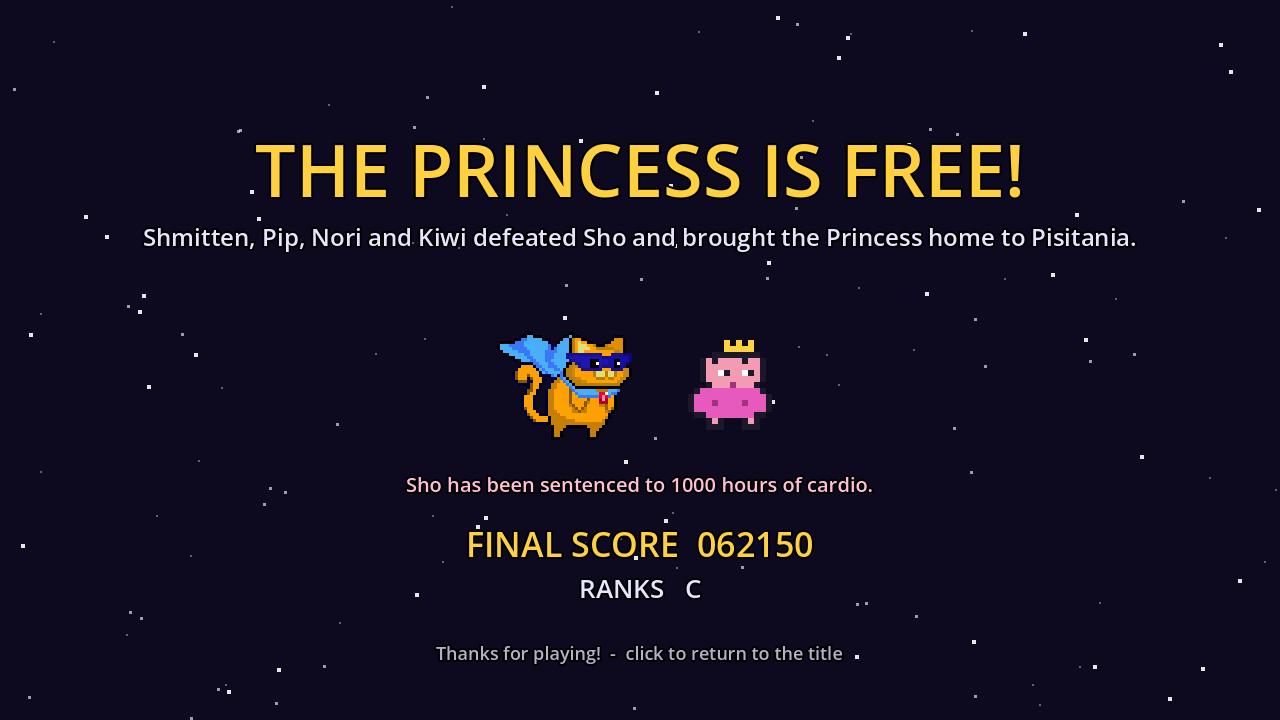 THE PRINCESS IS FREE!
Shmitten, Pip, Nori and Kiwi defeated Sho and brought the Princess home to Pisitania.
Sho has been sentenced to 1000 hours of cardio.
FINAL SCORE 062150
RANKS C
Thanks for playing! - click to return to the title